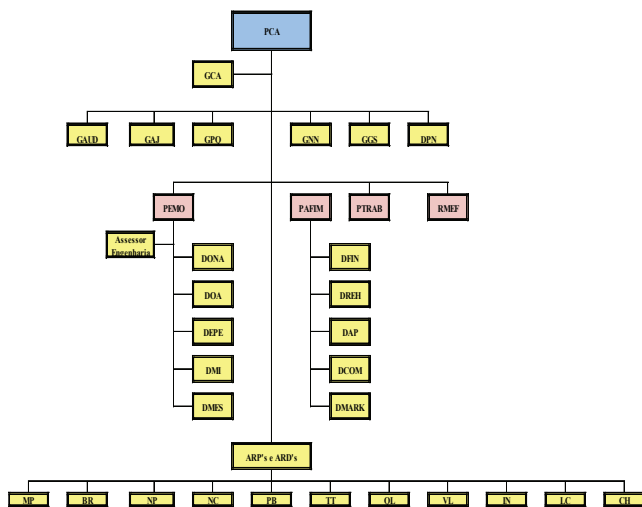 PCA
GCA
GAUD
GAJ
GPQ
GNN
GGS
DPN
PEMO
PAFIM
PTRAB
RMEF
Assessor
Engenharia
DONA
DFIN
DOA
DREH
DEPE
DAP
DMI
DCOM
DMES
DMARK
ARP's e ARD's
MP
BR
NP
NC
PB
TT
OL
VL
IN
LC
CH